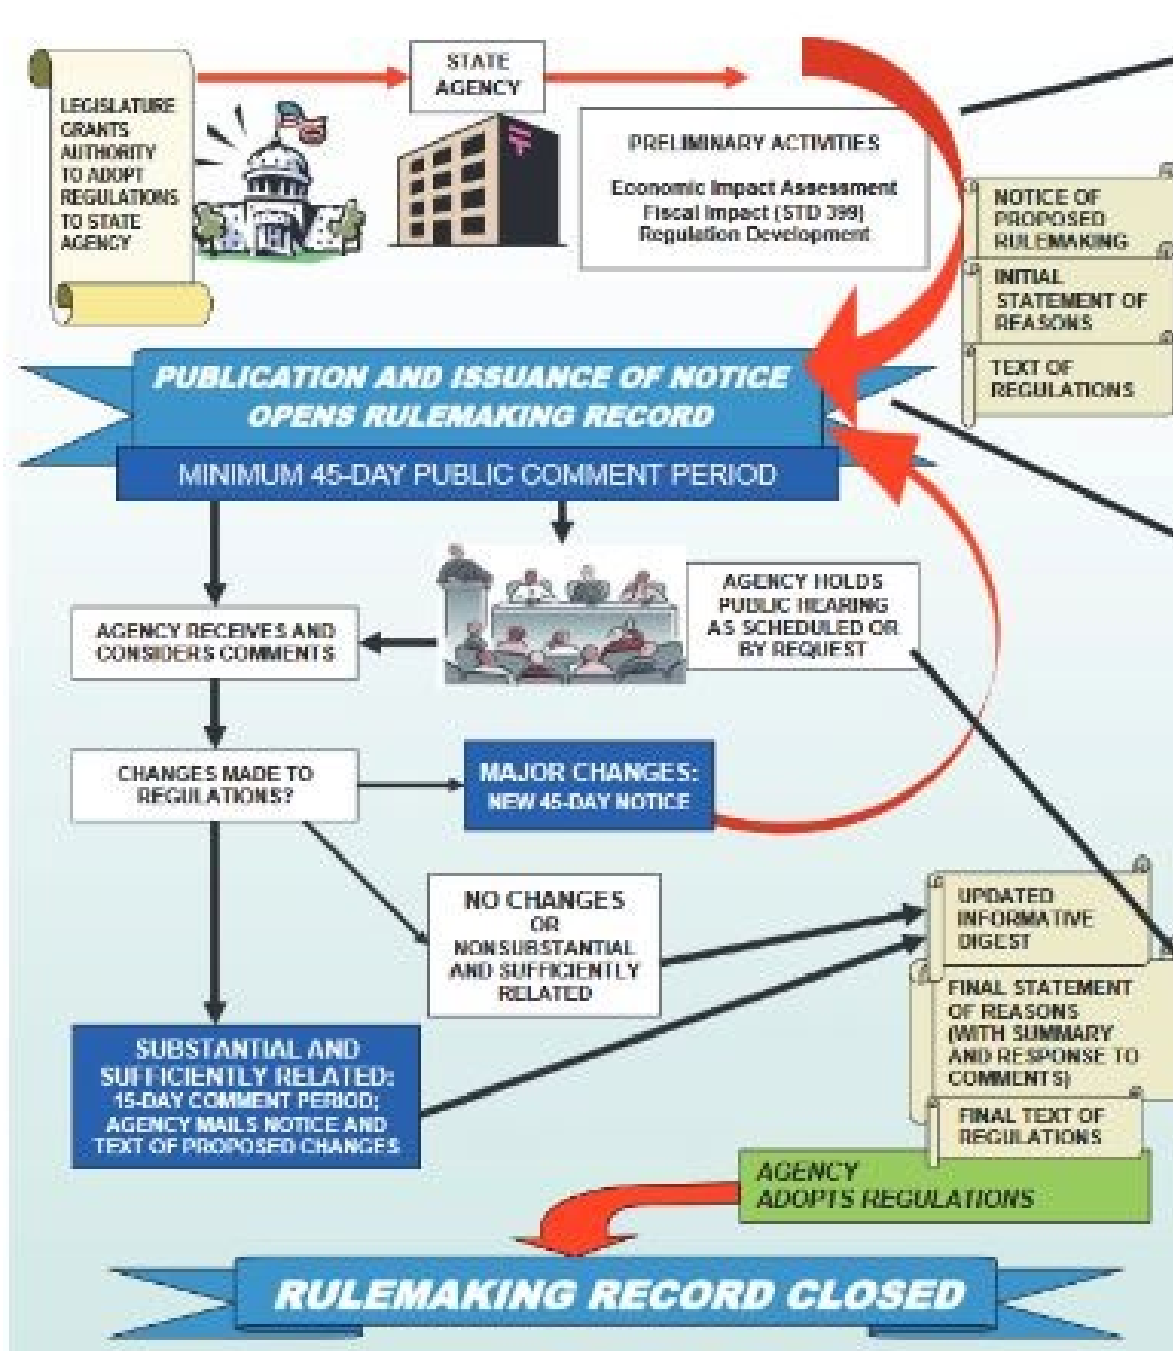 LEGISLATURE
GRANTS
AUTHORITY
TO ADOPT
REGULATIONS
TO STATE
AGENCY
STATE
AGENCY
PRELIMINARY ACTIVITIES
Economic Impact Assessment
Fiscal Impact (STD 399)
Regulation Development
NOTICE OF
PROPOSED
RULEMAKING
INITIAL
STATEMENT OF
REASONS
TEXT OF
REGULATIONS
PUBLICATION AND ISSUANCE OF NOTICE
OPENS RULEMAKING RECORD
MINIMUM 45-DAY PUBLIC COMMENT PERIOD
AGENCY HOLDS
PUBLIC HEARING
AS SCHEDULED OR
BY REQUEST
AGENCY RECEIVES AND
CONSIDERS COMMENTS
CHANGES MADE TO
REGULATIONS?
MAJOR CHANGES:
NEW 45-DAY NOTICE
NO CHANGES
OR
NONSUBSTANTIAL
AND SUFFICIENTLY
RELATED
SUBSTANTIAL AND
SUFFICIENTLY RELATED:
15-DAY COMMENT PERIOD;
AGENCY MAILS NOTICE AND
TEXT OF PROPOSED CHANGES
UPDATED
INFORMATIVE
DIGEST
FINAL STATEMENT
OF REASONS
(WITH SUMMARY
AND RESPONSE TO
COMMENTS)
FINAL TEXT OF
REGULATIONS
AGENCY
ADOPTS REGULATIONS
RULEMAKING RECORD CLOSED